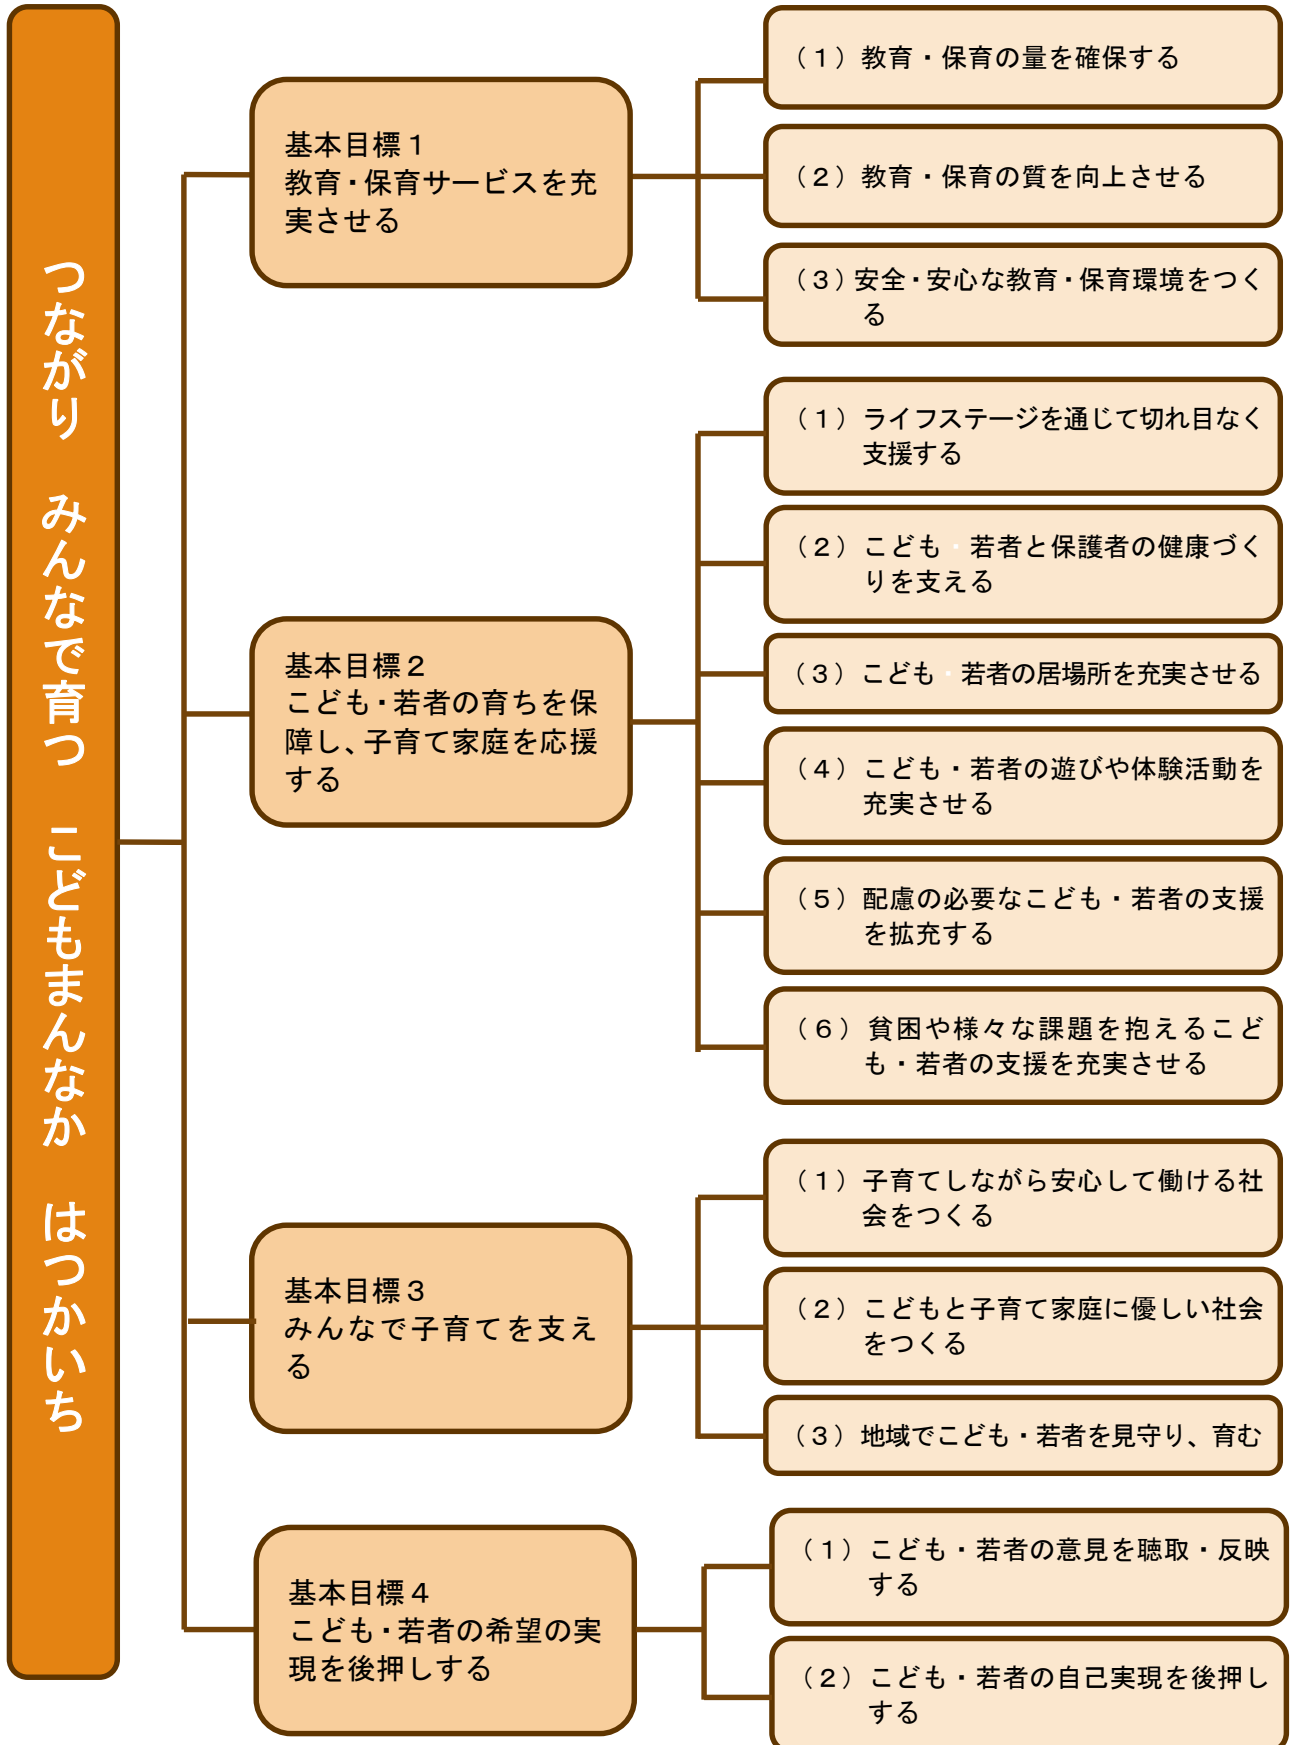 つながり　みんなで育つ　こどもまんなか　はつかいち
基本目標１
教育・保育サービスを充
実させる
（１）教育・保育の量を確保する
（２）教育・保育の質を向上させる
（３）安全・安心な教育・保育環境をつく
る
基本目標２
こども・若者の育ちを保
障し、子育て家庭を応援
する
（１）ライフステージを通じて切れ目なく
支援する
（２）こども・若者と保護者の健康づく
りを支える
（３）こども・若者の居場所を充実させる
（４）こども・若者の遊びや体験活動を
充実させる
（５）配慮の必要なこども・若者の支援
を拡充する
（６）貧困や様々な課題を抱えるこど
も・若者の支援を充実させる
基本目標３
みんなで子育てを支え
る
（１）子育てしながら安心して働ける社
会をつくる
（２）こどもと子育て家庭に優しい社会
をつくる
（３）地域でこども・若者を見守り、育む
基本目標４
こども・若者の希望の実
現を後押しする
（１）こども・若者の意見を聴取・反映
する
（２）こども・若者の自己実現を後押し
する